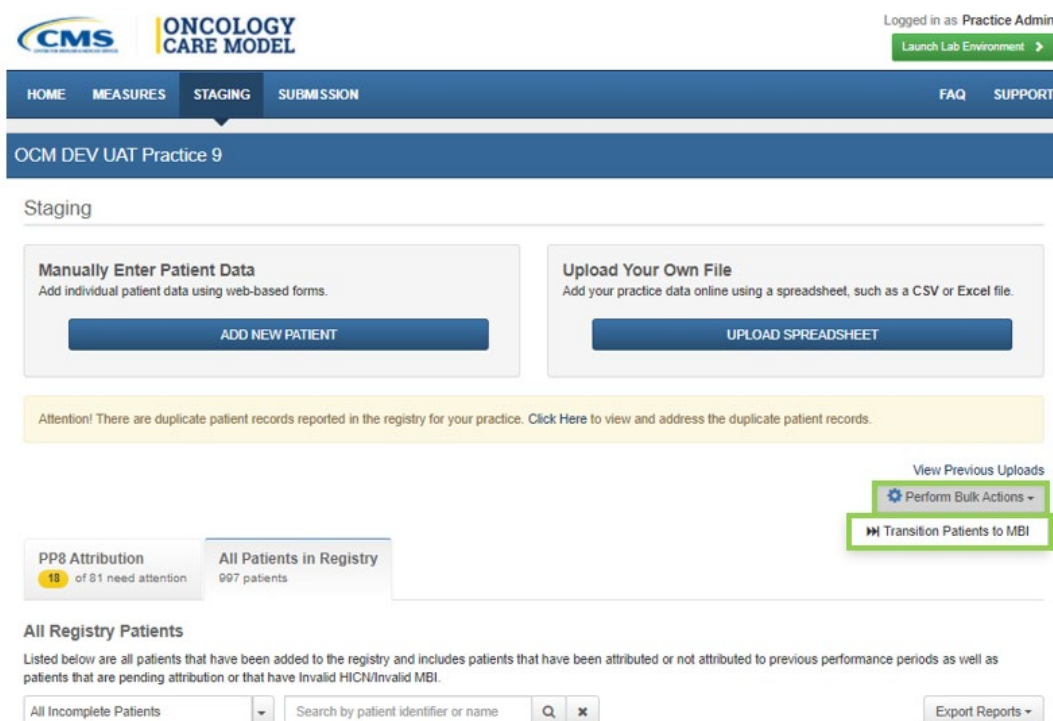 CMS
ONCOLOGY
CARE MODEL
Logged in as Practice Admin
Launch Lab Environment
HOME MEASURES STAGING SUBMISSION FAQ SUPPORT
OCM DEV UAT Practice 9
Staging
Manually Enter Patient Data
Add individual patient data using web-based forms.
ADD NEW PATIENT
Upload Your Own File
Add your practice data online using a spreadsheet, such as a CSV or Excel file.
UPLOAD SPREADSHEET
Attention! There are duplicate patient records reported in the registry for your practice. Click Here to view and address the duplicate patient records.
View Previous Uploads
Perform Bulk Actions
Transition Patients to MBI
PP8 Attribution
18 of 81 need attention
All Patients in Registry
997 patients
All Registry Patients
Listed below are all patients that have been added to the registry and includes patients that have been attributed or not attributed to previous performance periods as well as
patients that are pending attribution or that have Invalid HICN/Invalid MBI.
All Incomplete Patients Search by patient identifier or name Export Reports